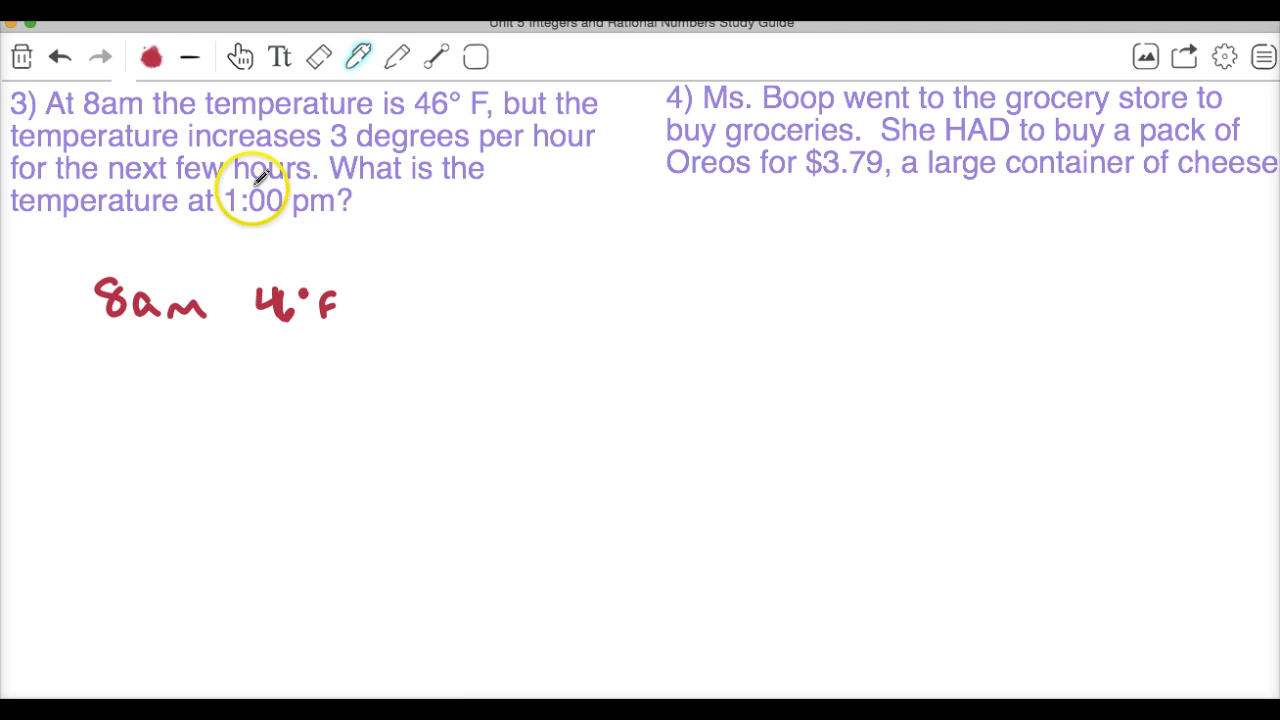 Unit 5 Integers and Rational Numbers Study Guide
Tt
3) At 8am the temperature is 46° F, but the
temperature increases 3 degrees per hour
for the next few hours. What is the
temperature at 1:00 pm?
8am 46°F
4) Ms. Boop went to the grocery store to
buy groceries. She HAD to buy a pack of
Oreos for $3.79, a large container of cheese